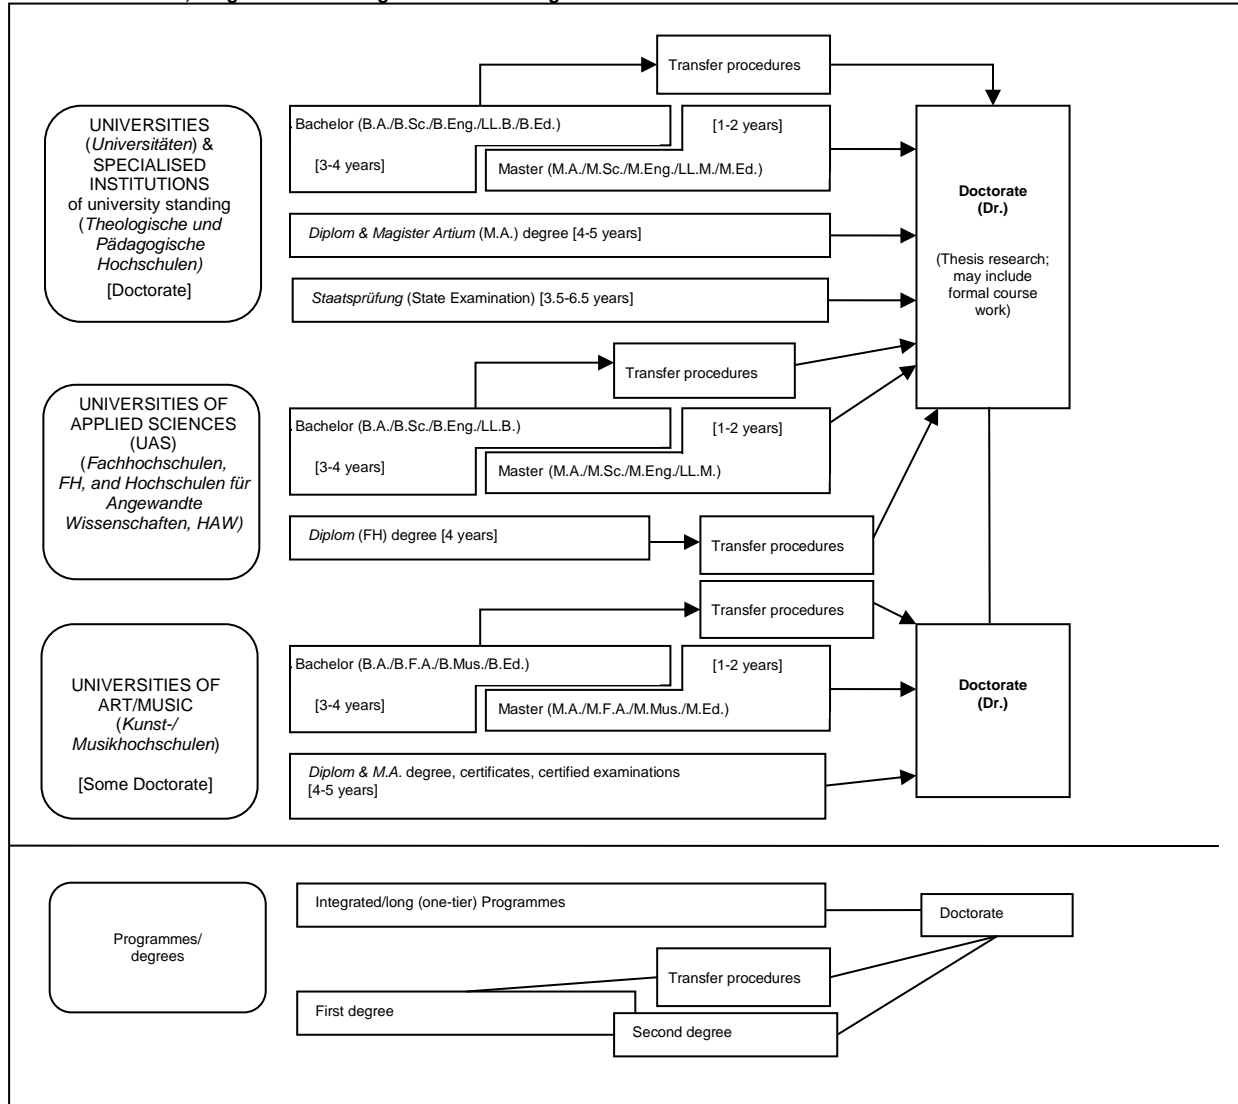 Transfer procedures
UNIVERSITIES
(Universitäten) &
SPECIALISED
INSTITUTIONS
of university standing
(Theologische und
Pädagogische
Hochschulen)
[Doctorate]
Bachelor (B.A./B.Sc./B.Eng./LL.B./B.Ed.)
[1-2 years]
[3-4 years]
Master (M.A./M.Sc./M.Eng./LL.M./M.Ed.)
Diplom & Magister Artium (M.A.) degree [4-5 years]
Staatsprüfung (State Examination) [3.5-6.5 years]
Doctorate
(Dr.)
(Thesis research;
may include
formal course
work)
UNIVERSITIES OF
APPLIED SCIENCES
(UAS)
(Fachhochschulen,
FH, and Hochschulen für
Angewandte
Wissenschaften, HAW)
Transfer procedures
Bachelor (B.A./B.Sc./B.Eng./LL.B.)
[1-2 years]
[3-4 years]
Master (M.A./M.Sc./M.Eng./LL.M.)
Diplom (FH) degree [4 years]
Transfer procedures
Transfer procedures
UNIVERSITIES OF
ART/MUSIC
(Kunst-/
Musikhochschulen)
[Some Doctorate]
Bachelor (B.A./B.F.A./B.Mus./B.Ed.)
[1-2 years]
[3-4 years]
Master (M.A./M.F.A./M.Mus./M.Ed.)
Diplom & M.A. degree, certificates, certified examinations
[4-5 years]
Doctorate
(Dr.)
Programmes/
degrees
Integrated/long (one-tier) Programmes
Doctorate
Transfer procedures
First degree
Second degree